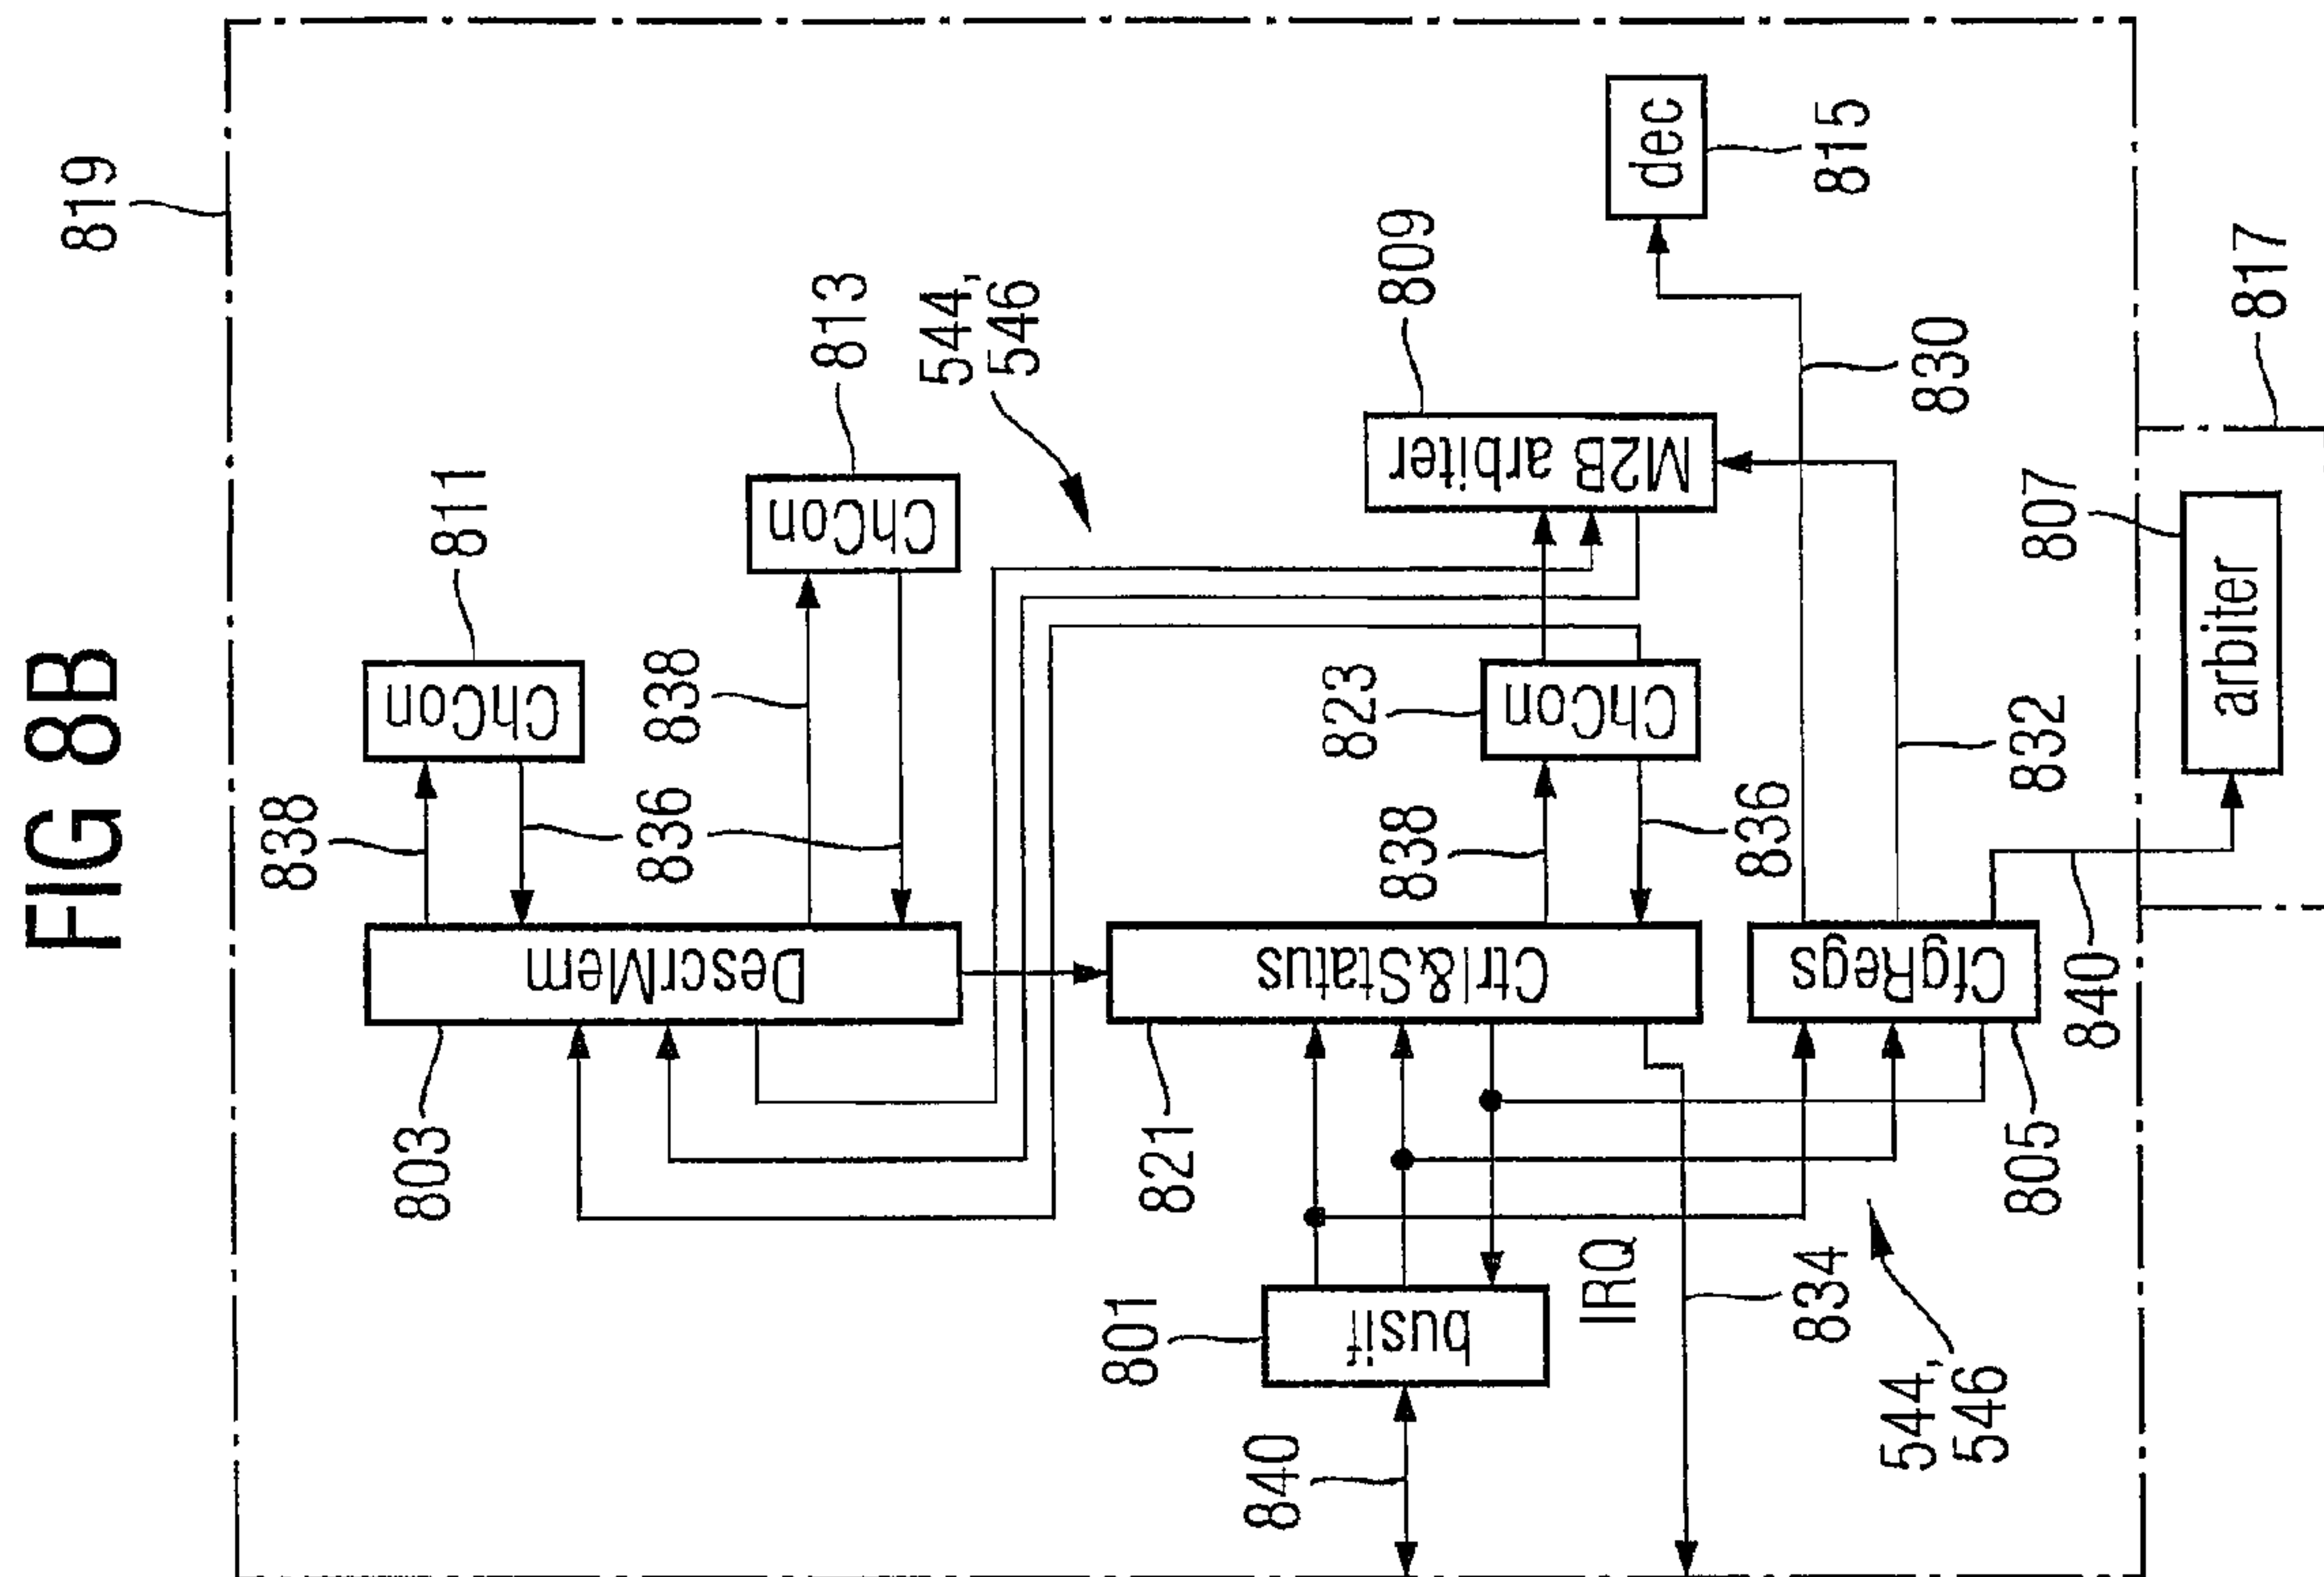 FIG 8B
819
811
813
544,
546
838
838
836
ChCon
ChCon
DescrMem
803
809
815
dec
M2B arbiter
830
823
ChCon
838
836
832
817
807
arbiter
840
Ctrl&Status
821
CfgRegs
805
801
busif
IRQ
834
840
544,
546